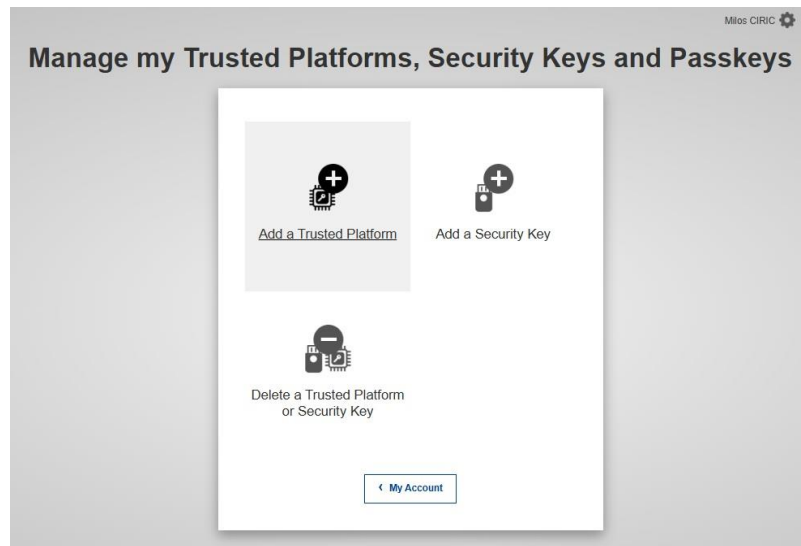 Milos CIRIC
Manage my Trusted Platforms, Security Keys and Passkeys
Add a Trusted Platform
Add a Security Key
Delete a Trusted Platform
or Security Key
My Account